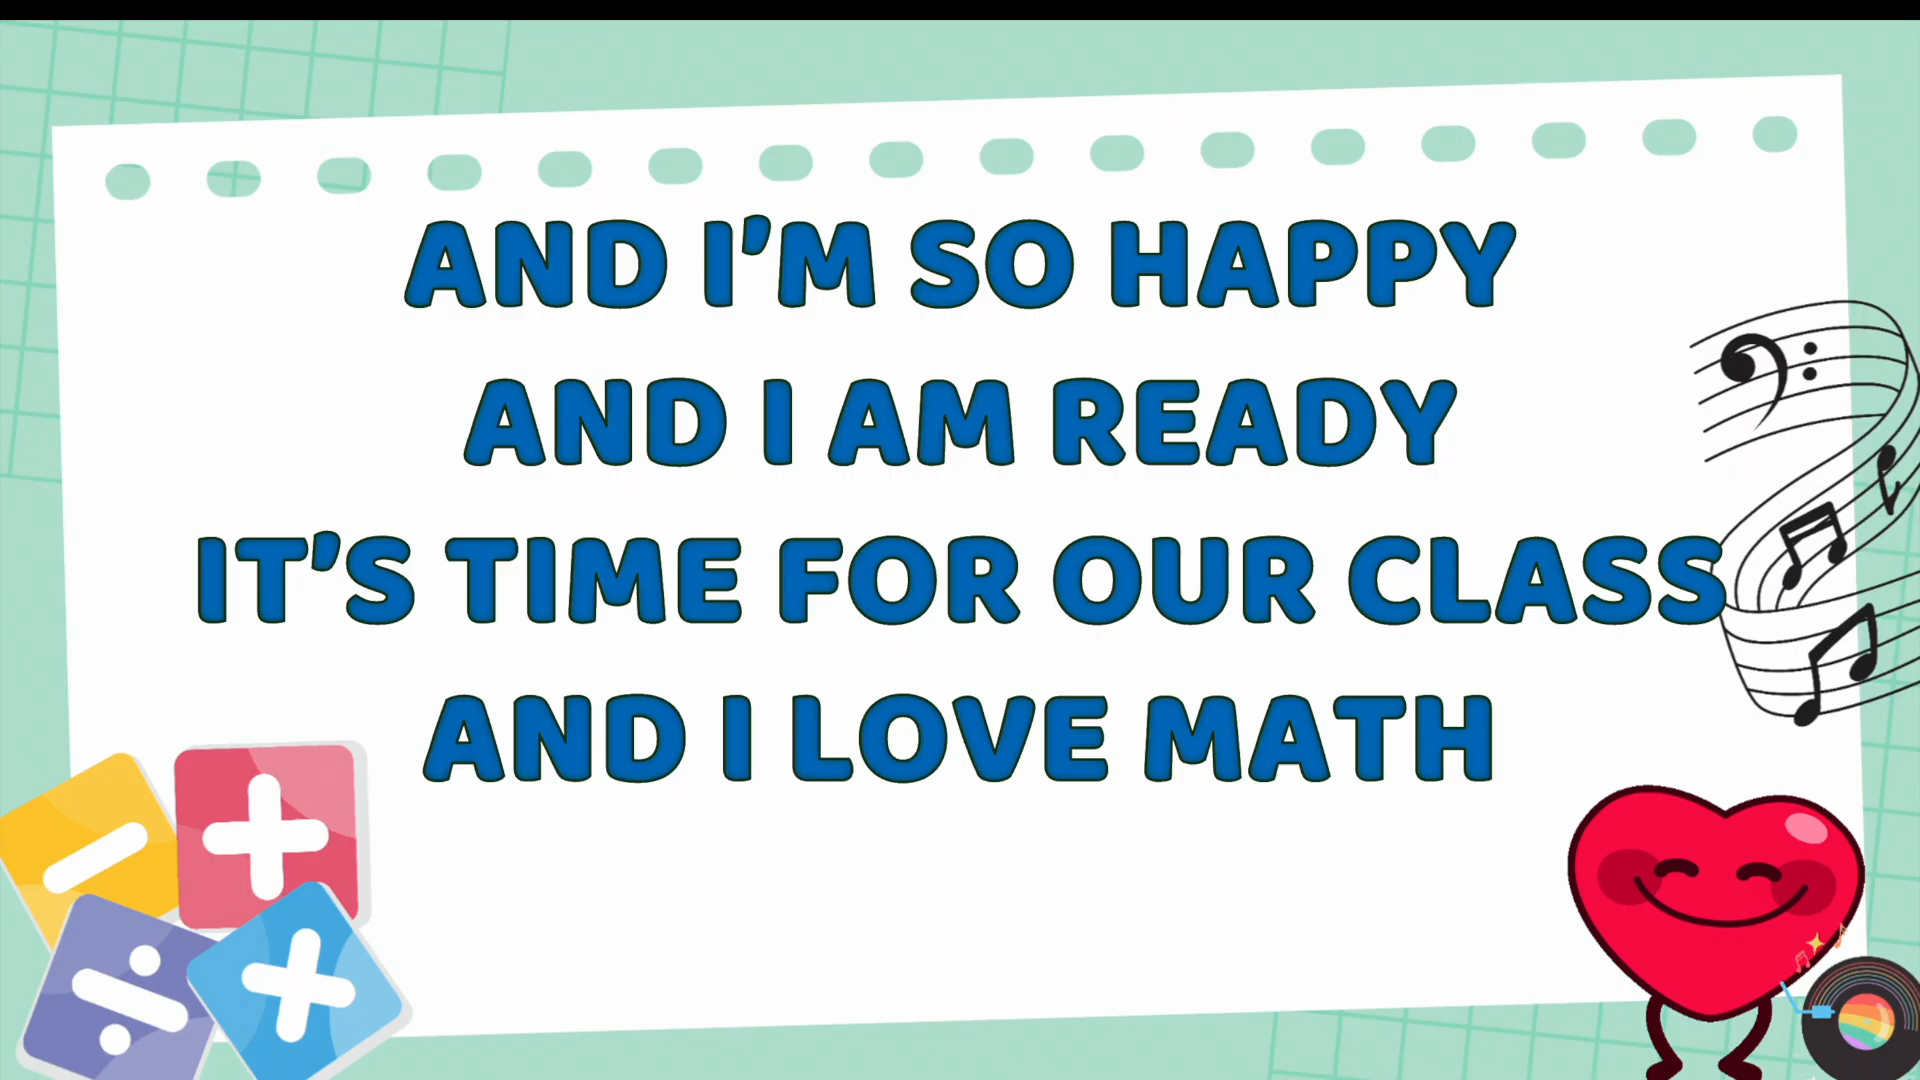 AND I'M SO HAPPY
AND I AM READY
IT'S TIME FOR OUR CLASS
AND I LOVE MATH